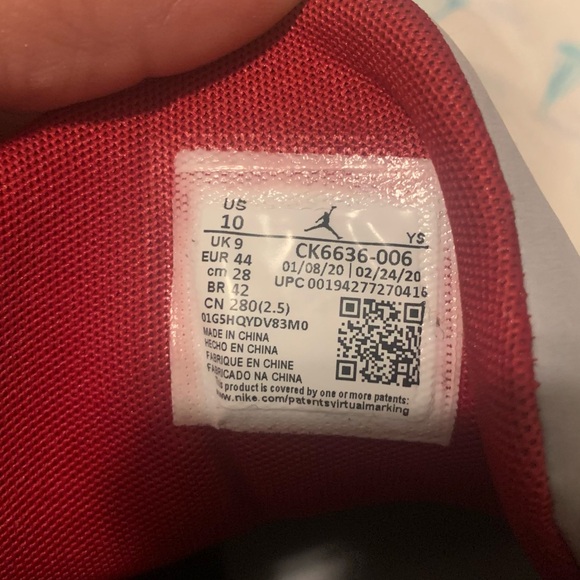 US
10
YS
UK 9
CK6636-006
EUR 44
01/08/20 | 02/24/20
cm 28
UPC 00194277270416
BR 42
CN 280(2.5)
01G5HQYDV83M0
MADE IN CHINA
HECHO EN CHINA
FABRIQUE EN CHINE
FABRICADO NA CHINA
This product is covered by one or more patents:
www.nike.com/patentsvirtualmarking